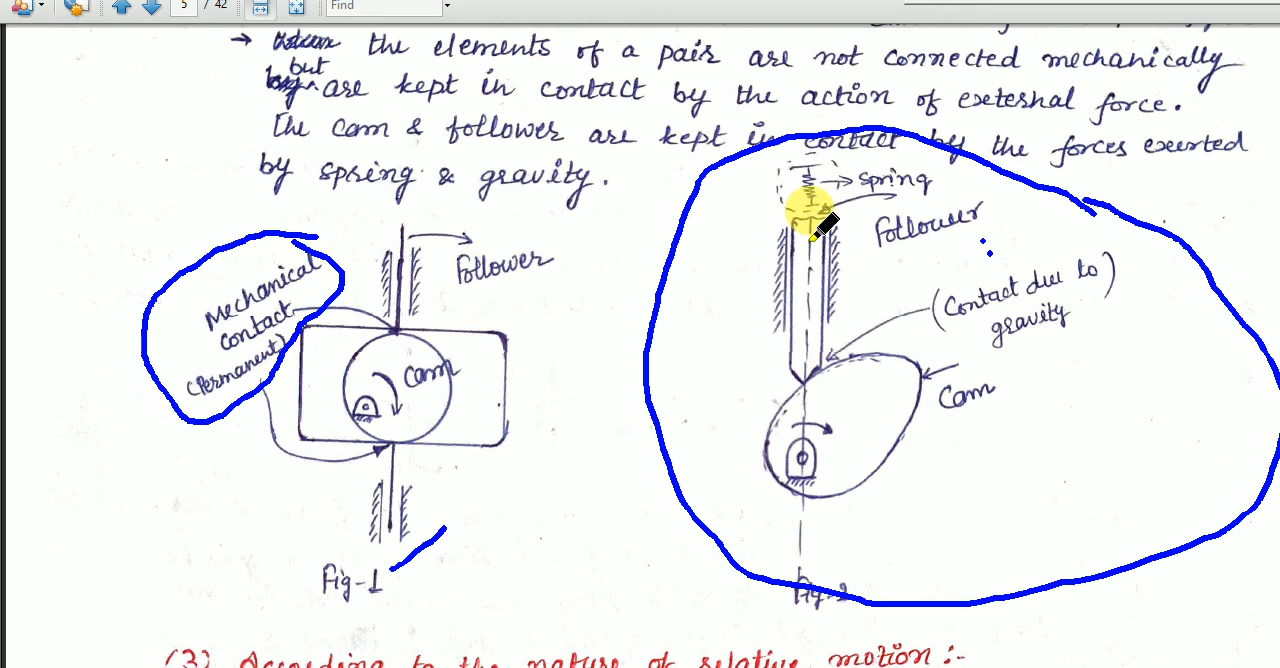 5 / 42
Find
→ the elements of a pair are not connected mechanically
but are kept in contact by the action of exeteshal force.
The cam & follower are kept in contact by the forces exerted
by spring & gravity.
spring
Follower
Follower
Mechanical
contact
(Permanent)
(Contact due to)
gravity
Cam
Cam
Fig-1
Fig-2
(3) According to the nature of relative motion :-